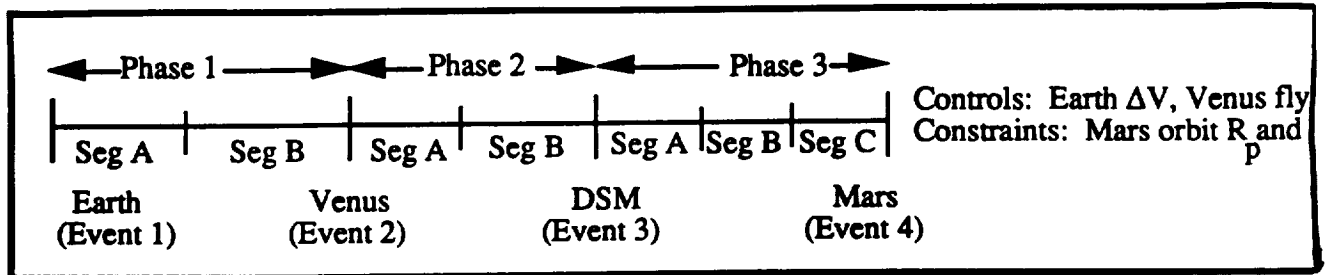 Phase 1 Phase 2 Phase 3
Controls: Earth ΔV, Venus fly
Constraints: Mars orbit Rp and
Seg A Seg B Seg A Seg B Seg A Seg B Seg C
Earth Venus DSM Mars
(Event 1) (Event 2) (Event 3) (Event 4)